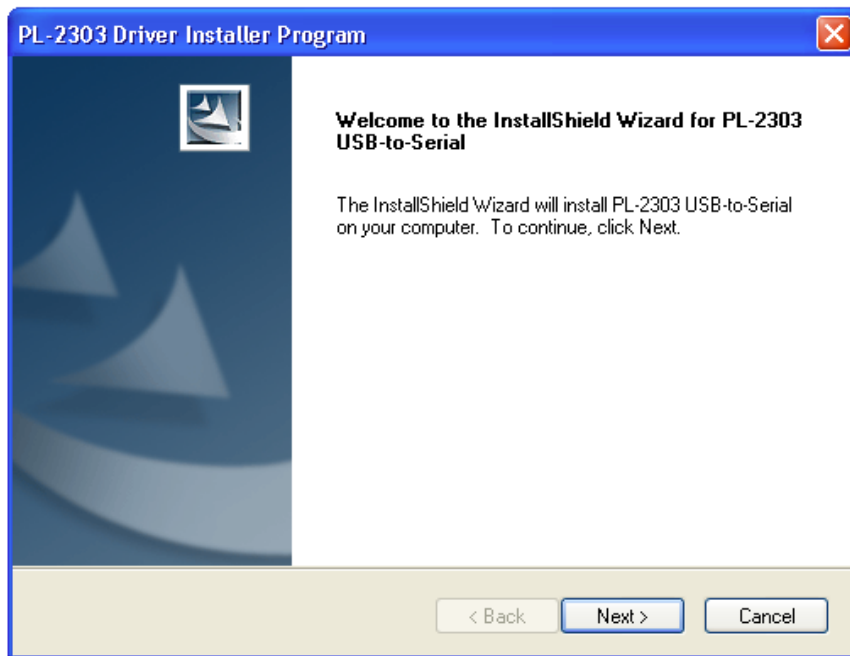 PL-2303 Driver Installer Program
Welcome to the InstallShield Wizard for PL-2303
USB-to-Serial
The InstallShield Wizard will install PL-2303 USB-to-Serial
on your computer. To continue, click Next.
< Back Next > Cancel